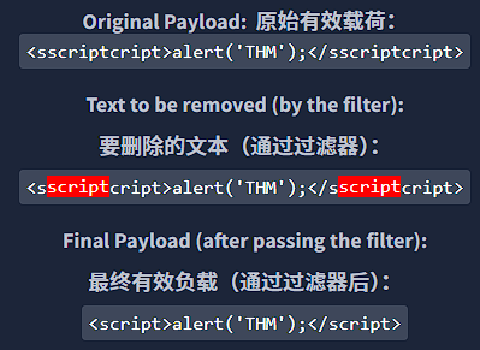 Original Payload: 原始有效载荷：
<sscriptcript>alert('THM');</sscriptcript>
Text to be removed (by the filter):
要删除的文本（通过过滤器）：
<sscriptcript>alert('THM');</sscriptcript>
Final Payload (after passing the filter):
最终有效负载（通过过滤器后）：
<script>alert('THM');</script>